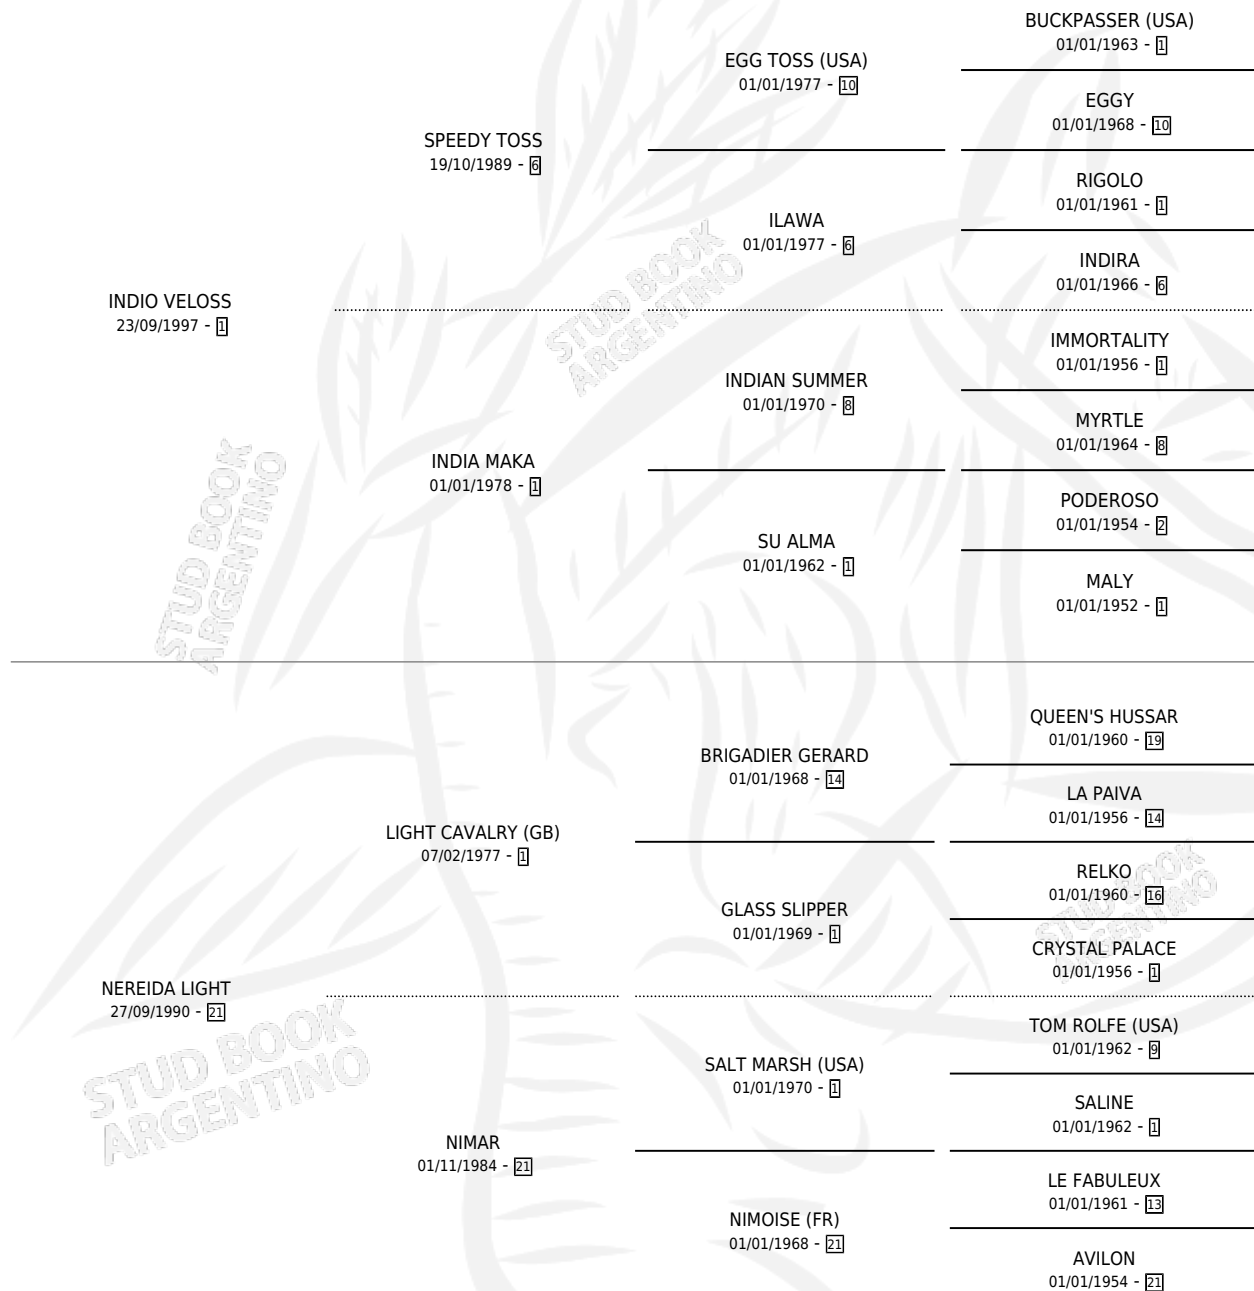 BUCKPASSER (USA)
01/01/1963 - 1
EGG TOSS (USA)
01/01/1977 - 10
EGGY
01/01/1968 - 10
SPEEDY TOSS
19/10/1989 - 6
RIGOLO
01/01/1961 - 1
ILAWA
01/01/1977 - 6
INDIRA
01/01/1966 - 6
INDIO VELOSS
23/09/1997 - 1
STUD BOOK
ARGENTINO
IMMORTALITY
01/01/1956 - 1
INDIAN SUMMER
01/01/1970 - 8
MYRTLE
01/01/1964 - 8
INDIA MAKA
01/01/1978 - 1
PODEROSO
01/01/1954 - 2
SU ALMA
01/01/1962 - 1
MALY
01/01/1952 - 1
STUD BOOK
ARGENTINO
QUEEN'S HUSSAR
01/01/1960 - 19
BRIGADIER GERARD
01/01/1968 - 14
LA PAIVA
01/01/1956 - 14
LIGHT CAVALRY (GB)
07/02/1977 - 1
RELKO
01/01/1960 - 16
GLASS SLIPPER
01/01/1969 - 1
CRYSTAL PALACE
01/01/1956 - 1
STUD BOOK
ARGENTINO
NEREIDA LIGHT
27/09/1990 - 21
STUD BOOK
ARGENTINO
TOM ROLFE (USA)
01/01/1962 - 9
SALT MARSH (USA)
01/01/1970 - 1
SALINE
01/01/1962 - 1
NIMAR
01/11/1984 - 21
LE FABULEUX
01/01/1961 - 13
NIMOISE (FR)
01/01/1968 - 21
AVILON
01/01/1954 - 21